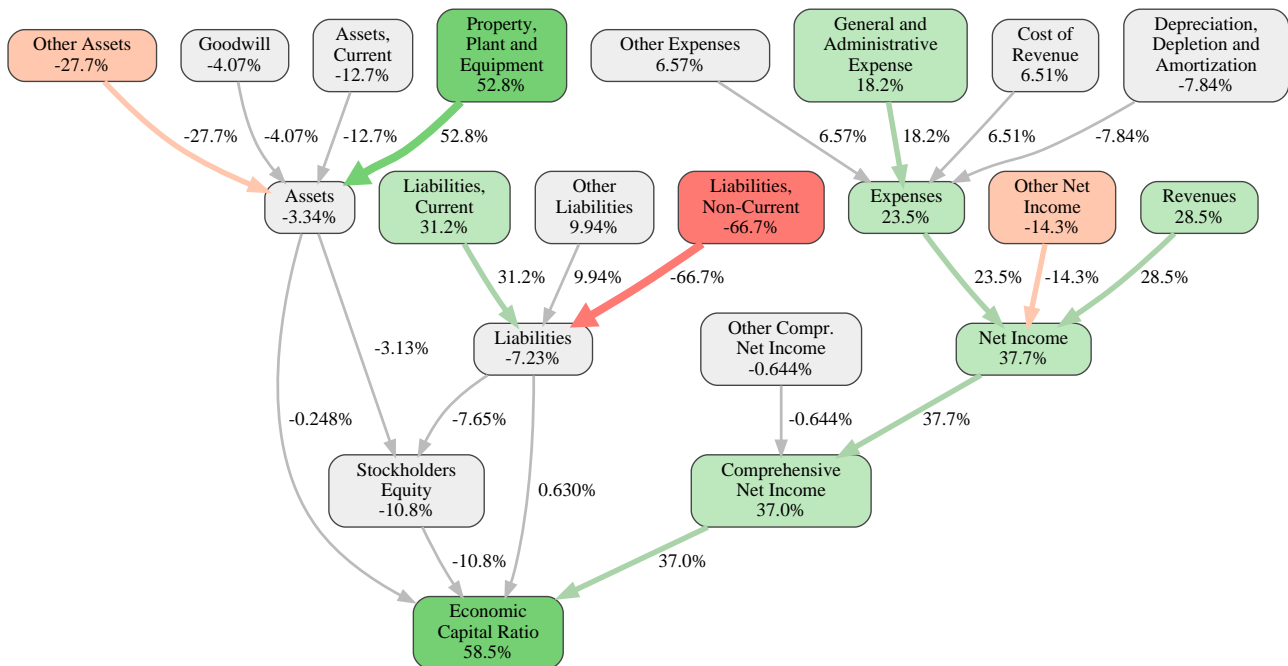 Other Assets
-27.7%
Goodwill
-4.07%
Assets,
Current
-12.7%
Property,
Plant and
Equipment
52.8%
Other Expenses
6.57%
General and
Administrative
Expense
18.2%
Cost of
Revenue
6.51%
Depreciation,
Depletion and
Amortization
-7.84%
-27.7%
-4.07%
-12.7%
52.8%
6.57%
18.2%
6.51%
-7.84%
Assets
-3.34%
Liabilities,
Current
31.2%
Other
Liabilities
9.94%
Liabilities,
Non-Current
-66.7%
Expenses
23.5%
Other Net
Income
-14.3%
Revenues
28.5%
31.2%
9.94%
-66.7%
23.5%
-14.3%
28.5%
-3.13%
Liabilities
-7.23%
Other Compr.
Net Income
-0.644%
Net Income
37.7%
-0.248%
-7.65%
-0.644%
37.7%
Stockholders
Equity
-10.8%
0.630%
Comprehensive
Net Income
37.0%
-10.8%
37.0%
Economic
Capital Ratio
58.5%